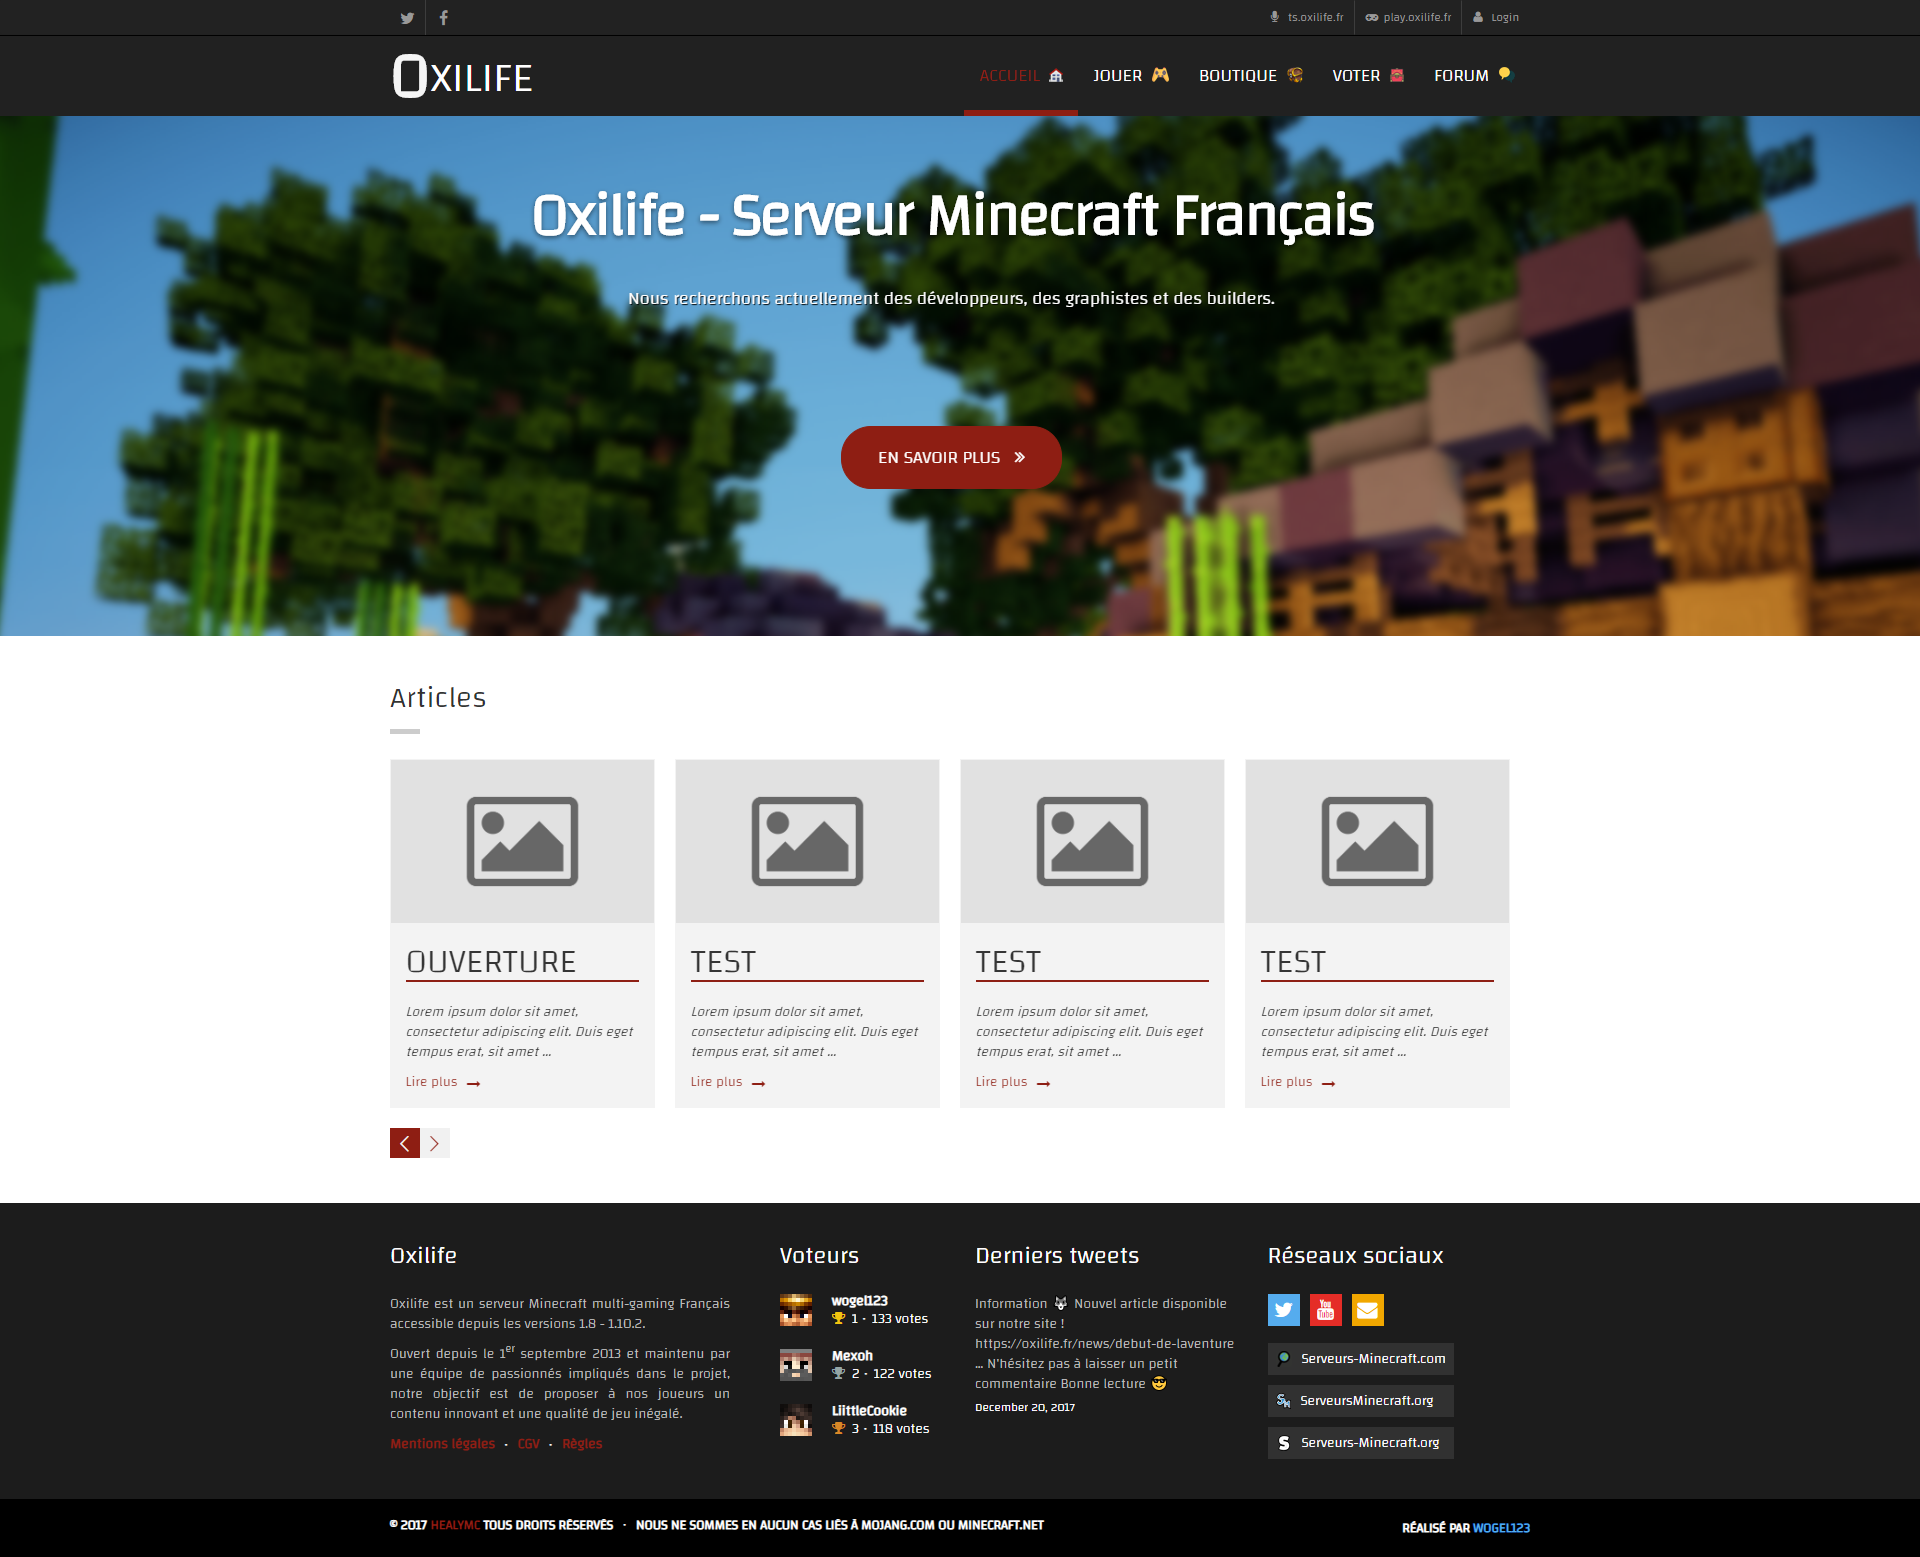 ts.oxilife.fr play.oxilife.fr Login
OXILIFE
ACCUEIL JOUER BOUTIQUE VOTER FORUM
Oxilife - Serveur Minecraft Français
Nous recherchons actuellement des développeurs, des graphistes et des builders.
EN SAVOIR PLUS
Articles
OUVERTURE
Lorem ipsum dolor sit amet,
consectetur adipiscing elit. Duis eget
tempus erat, sit amet ...
Lire plus
TEST
Lorem ipsum dolor sit amet,
consectetur adipiscing elit. Duis eget
tempus erat, sit amet ...
Lire plus
TEST
Lorem ipsum dolor sit amet,
consectetur adipiscing elit. Duis eget
tempus erat, sit amet ...
Lire plus
TEST
Lorem ipsum dolor sit amet,
consectetur adipiscing elit. Duis eget
tempus erat, sit amet ...
Lire plus
Oxilife
Oxilife est un serveur Minecraft multi-gaming Français
accessible depuis les versions 1.8 - 1.10.2.
Ouvert depuis le 1er septembre 2013 et maintenu par
une équipe de passionnés impliqués dans le projet,
notre objectif est de proposer à nos joueurs un
contenu innovant et une qualité de jeu inégalé.
Mentions légales · CGV · Règles
Voteurs
wogel123
1 · 133 votes
Mexoh
2 · 122 votes
LiittleCookie
3 · 118 votes
Derniers tweets
Information 🐺 Nouvel article disponible
sur notre site !
https://oxilife.fr/news/debut-de-laventure
... N'hésitez pas à laisser un petit
commentaire Bonne lecture 😎
December 20, 2017
Réseaux sociaux
You
Tube
Serveurs-Minecraft.com
ServeursMinecraft.org
S Serveurs-Minecraft.org
© 2017 HEALYMC TOUS DROITS RÉSERVÉS · NOUS NE SOMMES EN AUCUN CAS LIÉS À MOJANG.COM OU MINECRAFT.NET
RÉALISÉ PAR WOGEL123